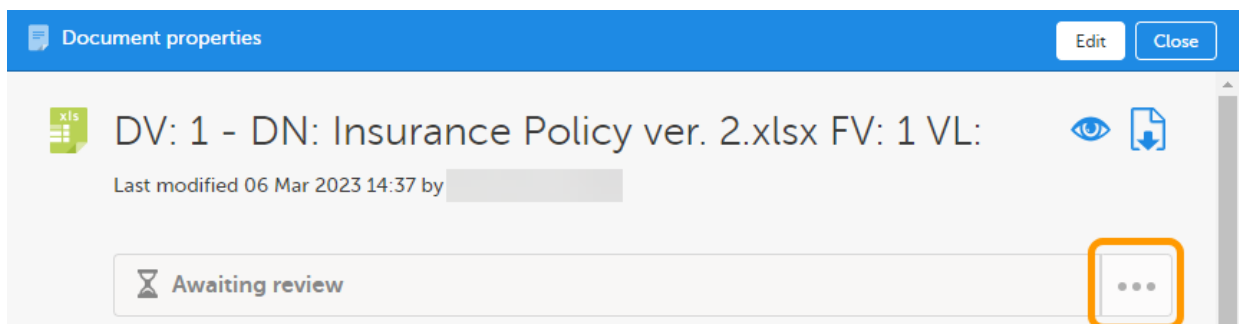 Document properties
Edit
Close
xls
DV: 1 - DN: Insurance Policy ver. 2.xlsx FV: 1 VL:
Last modified 06 Mar 2023 14:37 by
Awaiting review